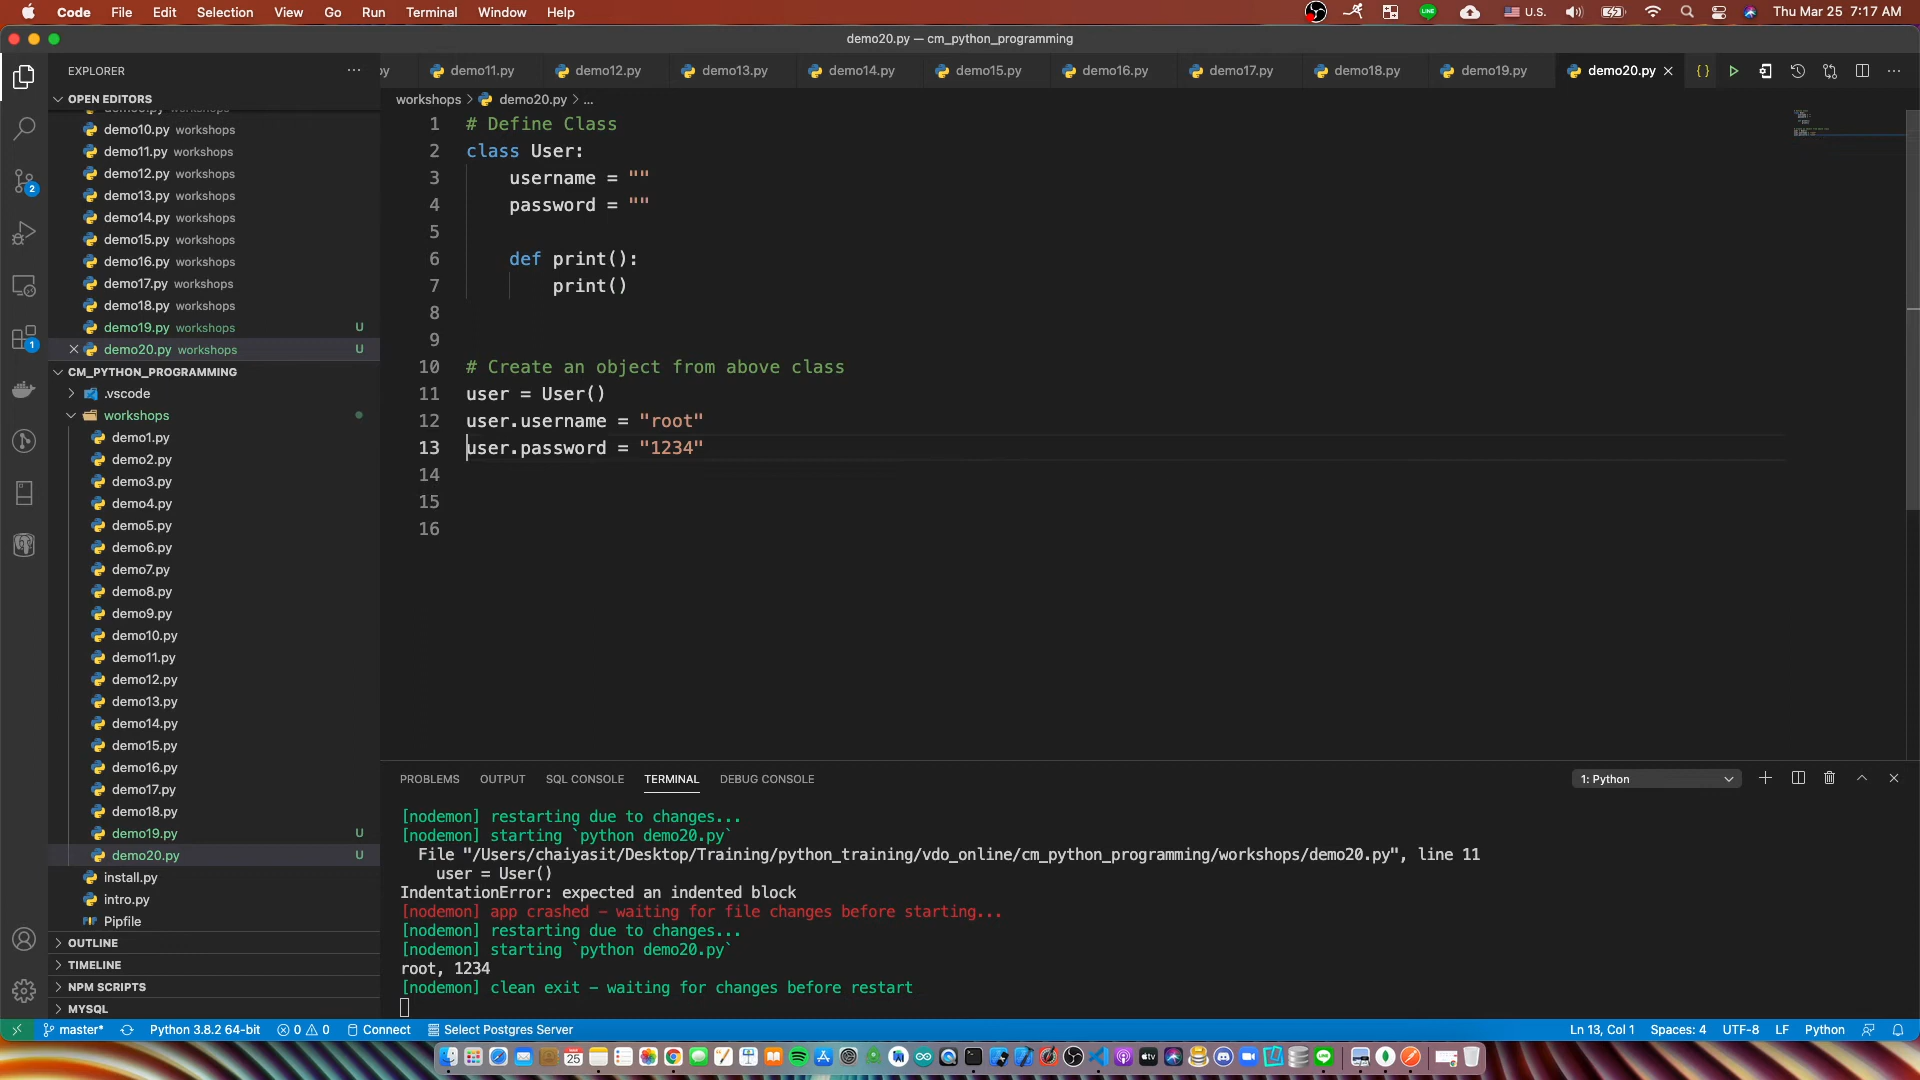 Code File Edit Selection View Go Run Terminal Window Help
U.S. Thu Mar 25 7:17 AM
demo20.py — cm_python_programming
EXPLORER
py demo11.py demo12.py demo13.py demo14.py demo15.py demo16.py demo17.py demo18.py demo19.py demo20.py
OPEN EDITORS
demo10.py workshops
demo11.py workshops
demo12.py workshops
demo13.py workshops
demo14.py workshops
demo15.py workshops
demo16.py workshops
demo17.py workshops
demo18.py workshops
demo19.py workshops U
demo20.py workshops U
CM_PYTHON_PROGRAMMING
.vscode
workshops
demo1.py
demo2.py
demo3.py
demo4.py
demo5.py
demo6.py
demo7.py
demo8.py
demo9.py
demo10.py
demo11.py
demo12.py
demo13.py
demo14.py
demo15.py
demo16.py
demo17.py
demo18.py
demo19.py U
demo20.py U
install.py
intro.py
Pipfile
OUTLINE
TIMELINE
NPM SCRIPTS
MYSQL
2
1
workshops > demo20.py > ...
1 # Define Class
2 class User:
3 username = ""
4 password = ""
5
6 def print():
7 print()
8
9
10 # Create an object from above class
11 user = User()
12 user.username = "root"
13 user.password = "1234"
14
15
16
PROBLEMS OUTPUT SQL CONSOLE TERMINAL DEBUG CONSOLE
1: Python
[nodemon] restarting due to changes...
[nodemon] starting `python demo20.py`
File "/Users/chaiyasit/Desktop/Training/python_training/vdo_online/cm_python_programming/workshops/demo20.py", line 11
user = User()
IndentationError: expected an indented block
[nodemon] app crashed - waiting for file changes before starting...
[nodemon] restarting due to changes...
[nodemon] starting `python demo20.py`
root, 1234
[nodemon] clean exit - waiting for changes before restart
master* Python 3.8.2 64-bit 0 0 Connect Select Postgres Server
Ln 13, Col 1 Spaces: 4 UTF-8 LF Python
25